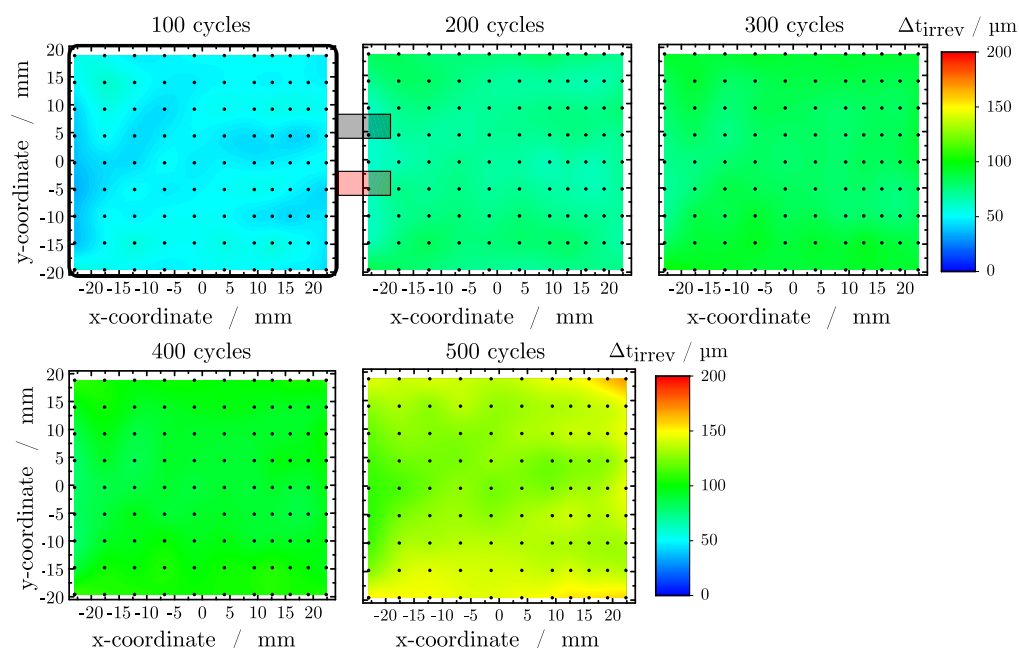 100 cycles
200 cycles
300 cycles
Δt_irrev / μm
20
15
10
5
0
-5
-10
-15
-20
y-coordinate / mm
-20 -15 -10 -5 0 5 10 15 20
x-coordinate / mm
-20 -15 -10 -5 0 5 10 15 20
x-coordinate / mm
-20 -15 -10 -5 0 5 10 15 20
x-coordinate / mm
200
150
100
50
0
400 cycles
500 cycles
Δt_irrev / μm
20
15
10
5
0
-5
-10
-15
-20
y-coordinate / mm
-20 -15 -10 -5 0 5 10 15 20
x-coordinate / mm
-20 -15 -10 -5 0 5 10 15 20
x-coordinate / mm
200
150
100
50
0